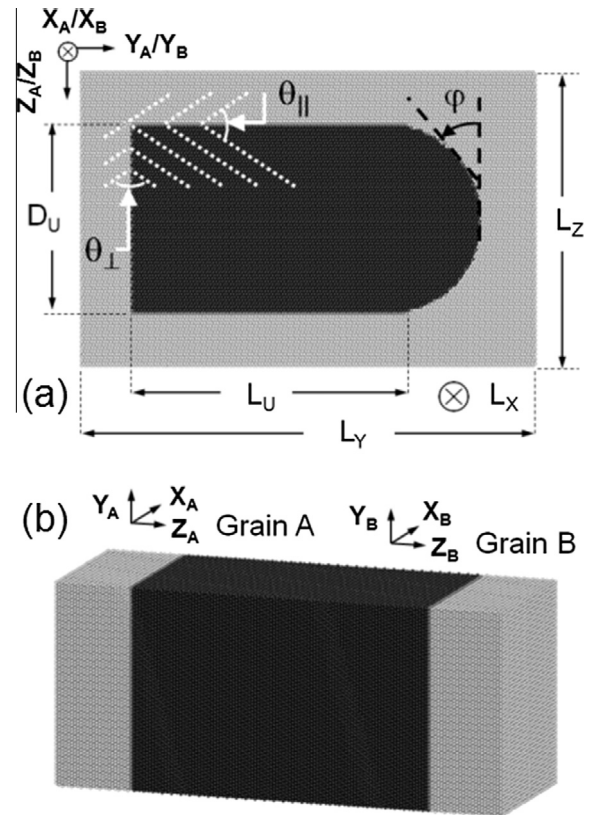 X_A/X_B
Y_A/Y_B
Z_A/Z_B
θ_||
φ
D_U
θ_⊥
L_Z
(a)
L_U
L_X
L_Y
(b)
Y_A X_A Z_A Grain A
Y_B X_B Z_B Grain B